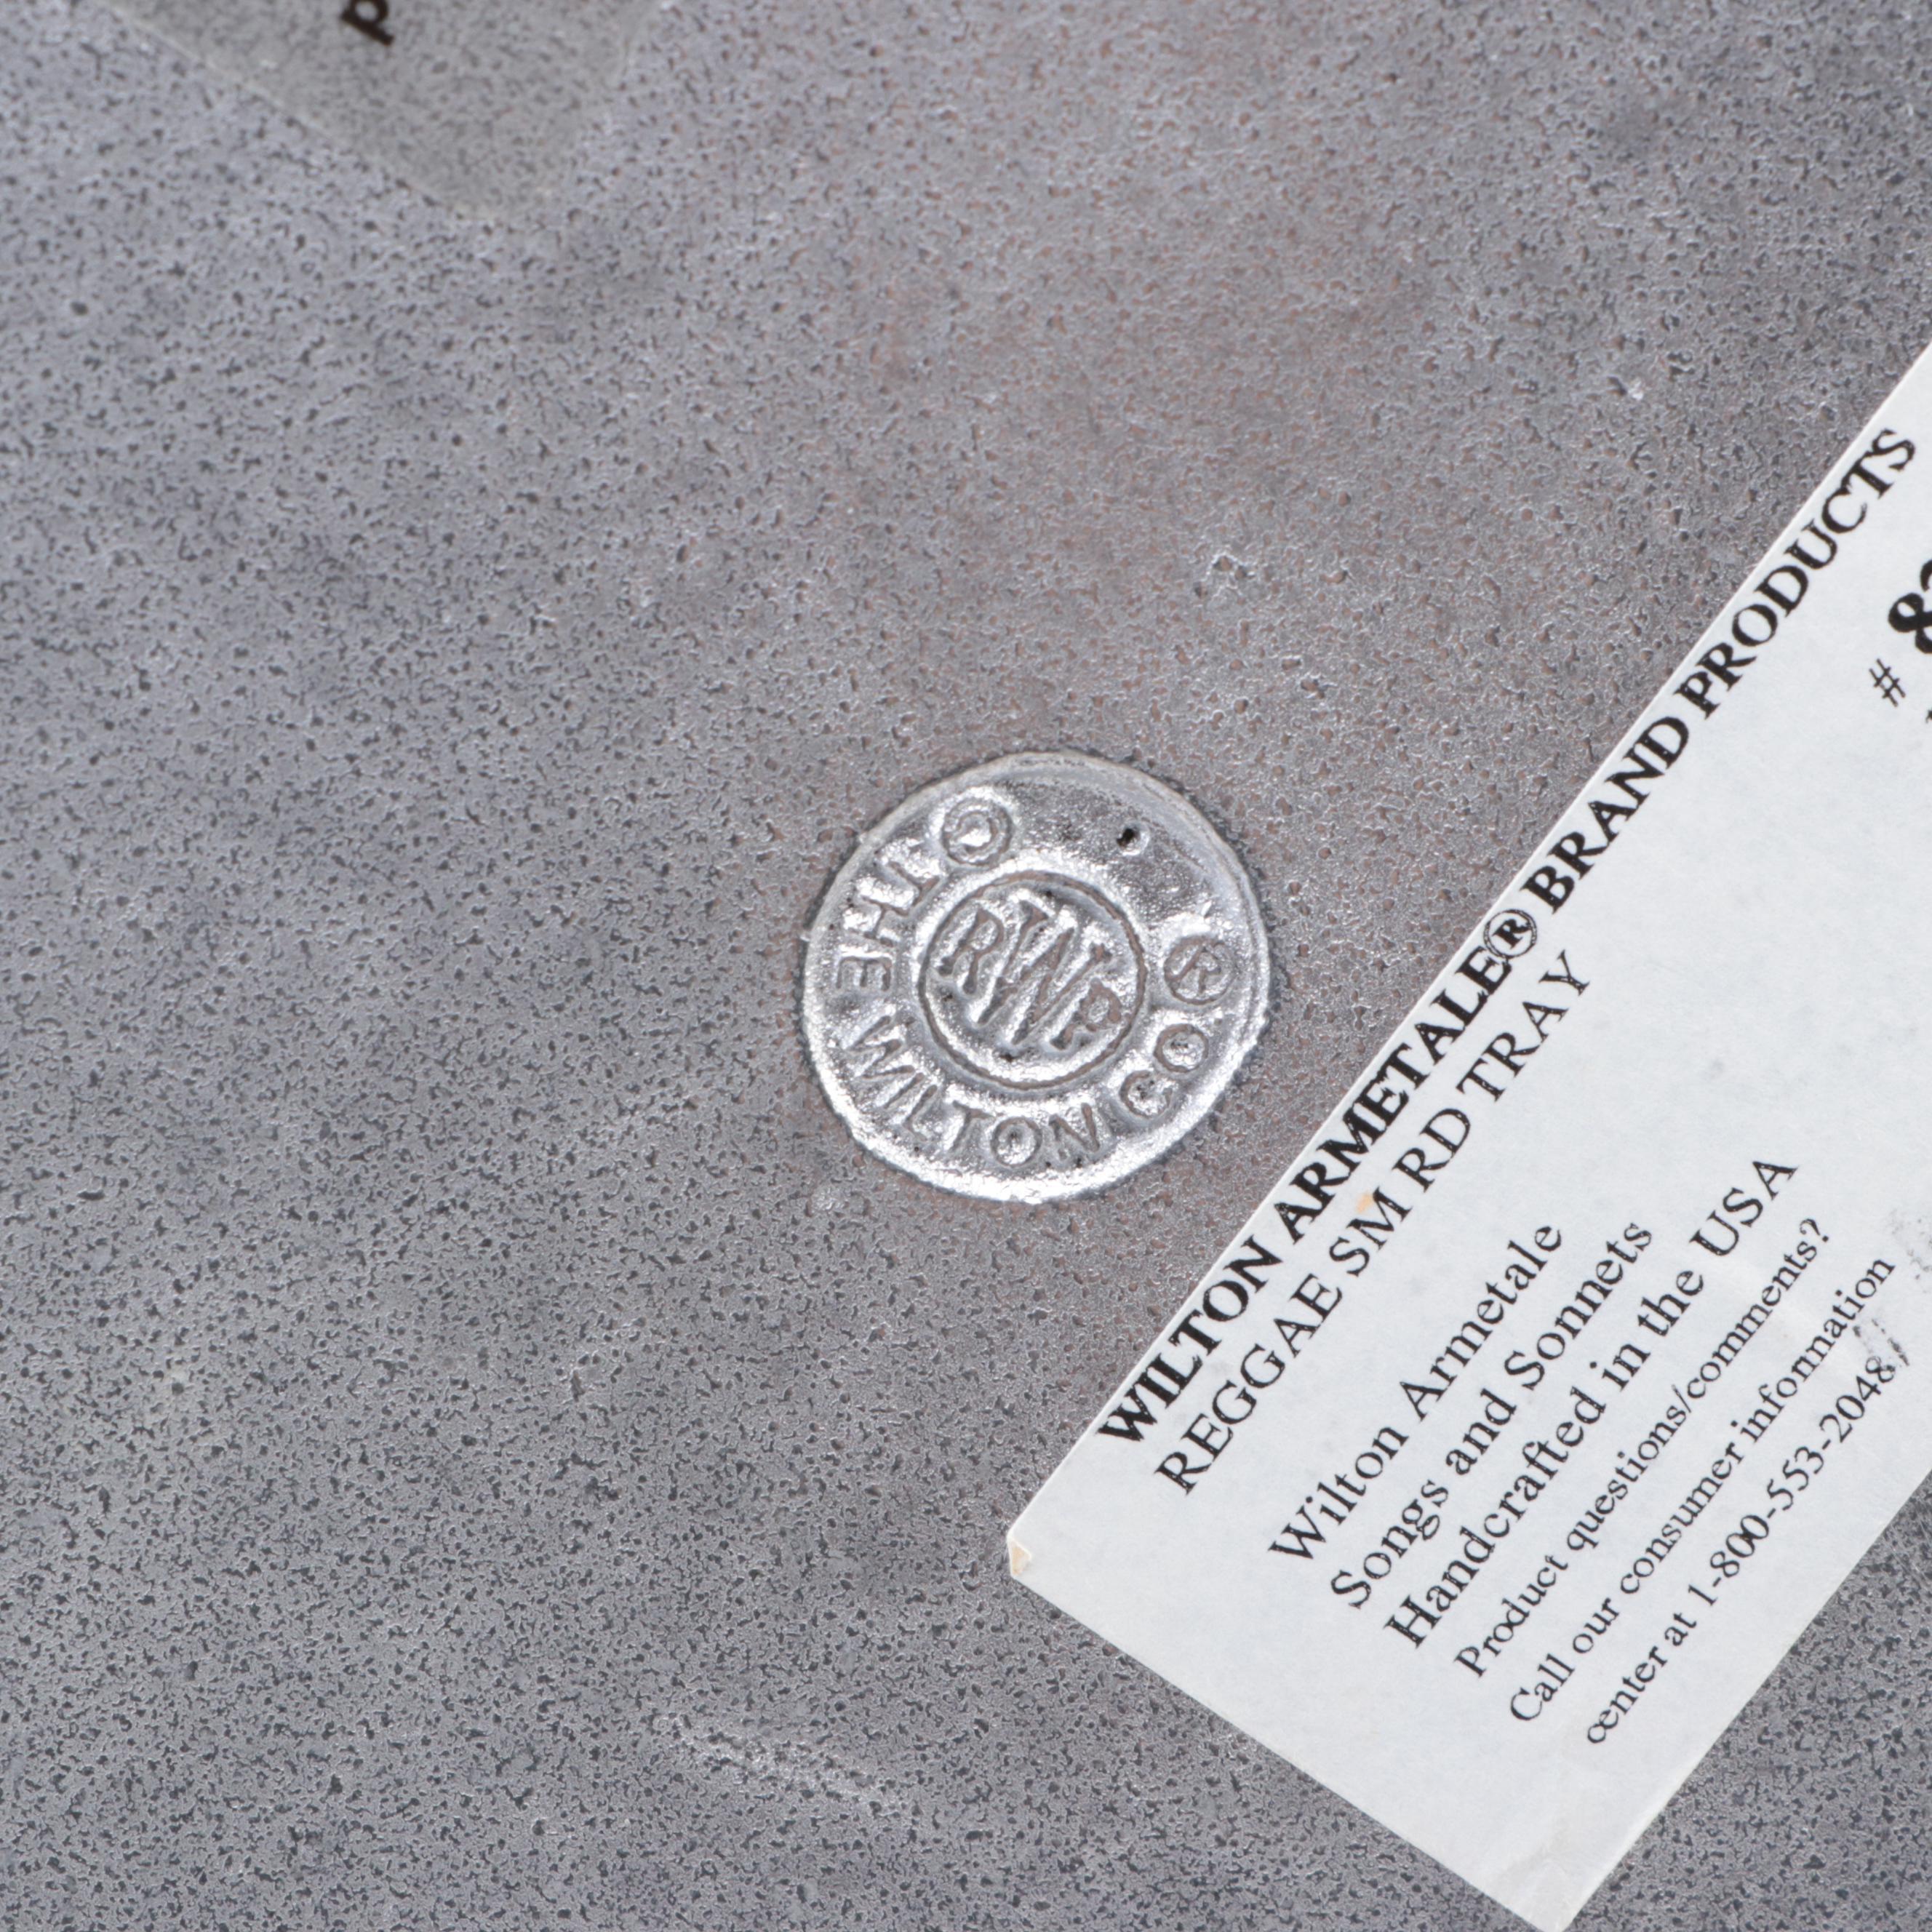 p
© THE WILTON CO ®
RWP
WILTON ARMETALE® BRAND PRODUCTS
REGGAE SM RD TRAY
#
Wilton Armetale
Songs and Sonnets
Handcrafted in the USA
Product questions/comments?
Call our consumer information
center at 1-800-553-2048